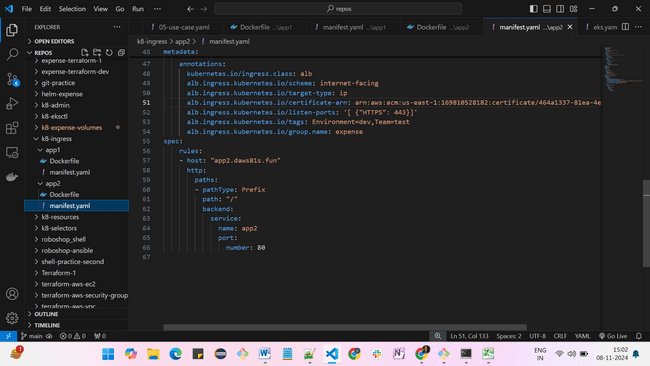 File Edit Selection View Go Run ··· repos
EXPLORER ···
OPEN EDITORS
REPOS
expense-terraform-1
expense-terraform-dev
git-practice
helm-expense
k8-admin
k8-eksctl
k8-expense-volumes
k8-ingress
app1
Dockerfile
manifest.yaml
app2
Dockerfile
manifest.yaml
k8-resources
k8-selectors
roboshop_shell
roboshop-ansible
shell-practice-second
Terraform-1
terraform-aws-ec2
terraform-aws-security-group
terraform-aws-vpc
OUTLINE
TIMELINE
05-use-case.yaml Dockerfile ...\app1 manifest.yaml ...\app1 Dockerfile ...\app2 manifest.yaml ...\app2 eks.yam
k8-ingress > app2 > ! manifest.yaml
45 metadata:
47 annotations:
48 kubernetes.io/ingress.class: alb
49 alb.ingress.kubernetes.io/scheme: internet-facing
50 alb.ingress.kubernetes.io/target-type: ip
51 alb.ingress.kubernetes.io/certificate-arn: arn:aws:acm:us-east-1:169810528182:certificate/464a1337-81ea-4e
52 alb.ingress.kubernetes.io/listen-ports: '[ {"HTTPS": 443}]'
53 alb.ingress.kubernetes.io/tags: Environment=dev,Team=test
54 alb.ingress.kubernetes.io/group.name: expense
55 spec:
56 rules:
57 - host: "app2.daws81s.fun"
58 http:
59 paths:
60 - pathType: Prefix
61 path: "/"
62 backend:
63 service:
64 name: app2
65 port:
66 number: 80
67
main 0 0 0 Ln 51, Col 133 Spaces: 2 UTF-8 CRLF YAML Go Live
ENG
IN
15:02
08-11-2024